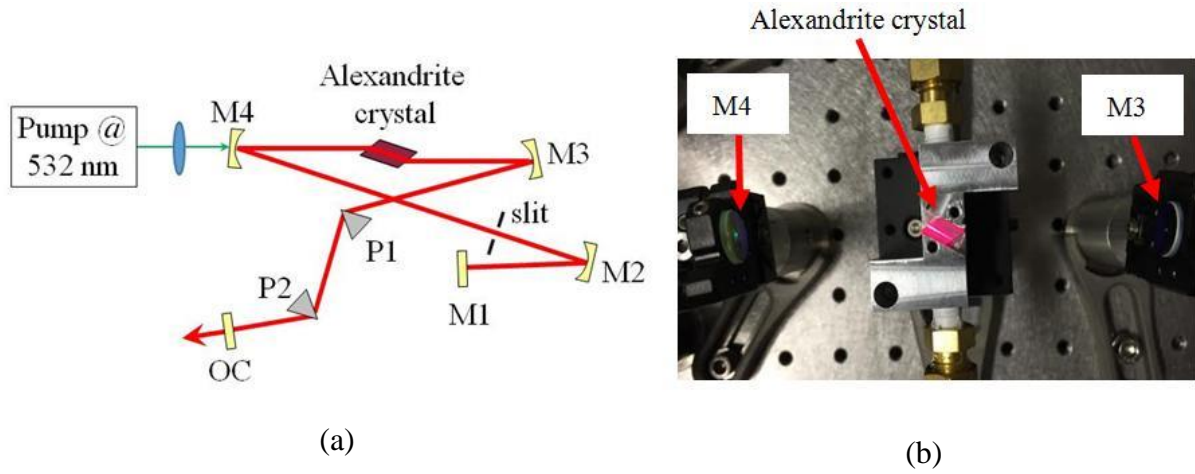 Alexandrite crystal
Alexandrite
crystal
M4
Pump @
532 nm
M3
slit
P1
M2
P2
M1
OC
M4
M3
(a)
(b)